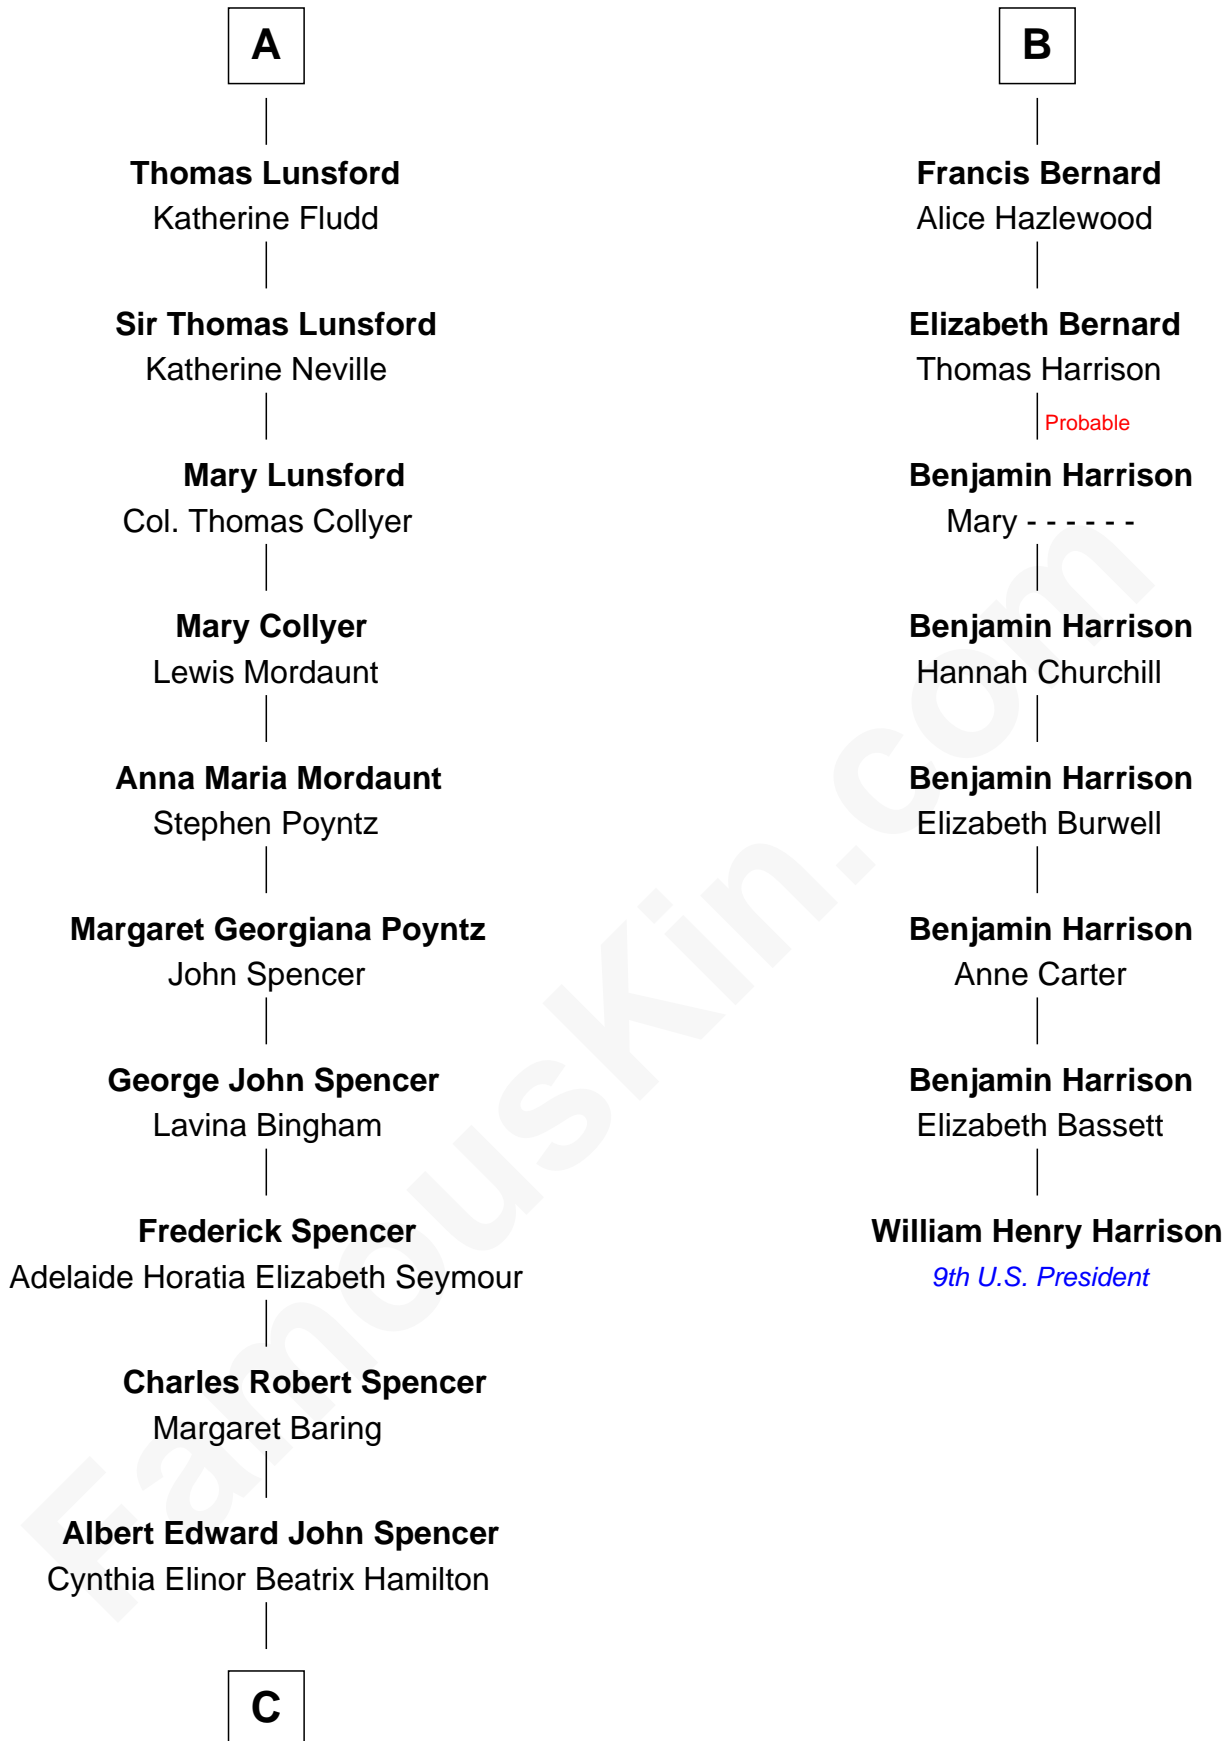 A
Thomas Lunsford
Katherine Fludd
Sir Thomas Lunsford
Katherine Neville
Mary Lunsford
Col. Thomas Collyer
Mary Collyer
Lewis Mordaunt
Anna Maria Mordaunt
Stephen Poyntz
Margaret Georgiana Poyntz
John Spencer
George John Spencer
Lavina Bingham
Frederick Spencer
Adelaide Horatia Elizabeth Seymour
Charles Robert Spencer
Margaret Baring
Albert Edward John Spencer
Cynthia Elinor Beatrix Hamilton
C
B
Francis Bernard
Alice Hazlewood
Elizabeth Bernard
Thomas Harrison
Probable
Benjamin Harrison
Mary - - - - - -
Benjamin Harrison
Hannah Churchill
Benjamin Harrison
Elizabeth Burwell
Benjamin Harrison
Anne Carter
Benjamin Harrison
Elizabeth Bassett
William Henry Harrison
9th U.S. President
FamousKin.com